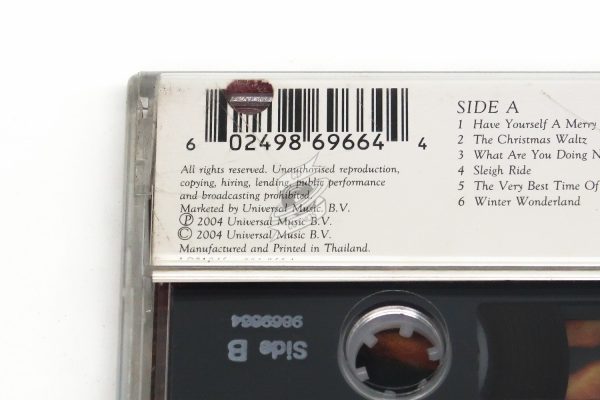 6 02498 69664 4
All rights reserved. Unauthorised reproduction,
copying, hiring, lending, public performance
and broadcasting prohibited.
Marketed by Universal Music B.V.
Ⓟ 2004 Universal Music B.V.
© 2004 Universal Music B.V.
Manufactured and Printed in Thailand.
SIDE A
1 Have Yourself A Merry
2 The Christmas Waltz
3 What Are You Doing N
4 Sleigh Ride
5 The Very Best Time Of
6 Winter Wonderland
9869664
Side B